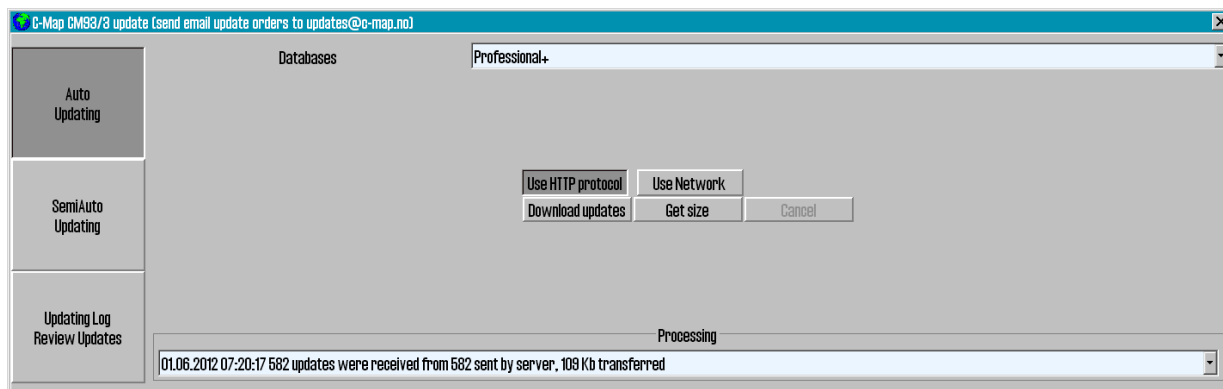 C-Map CM93/3 update (send email update orders to updates@c-map.no)
Databases
Professional+
Auto
Updating
SemiAuto
Updating
Updating Log
Review Updates
Use HTTP protocol
Use Network
Download updates
Get size
Cancel
Processing
01.06.2012 07:20:17 582 updates were received from 582 sent by server, 109 Kb transferred